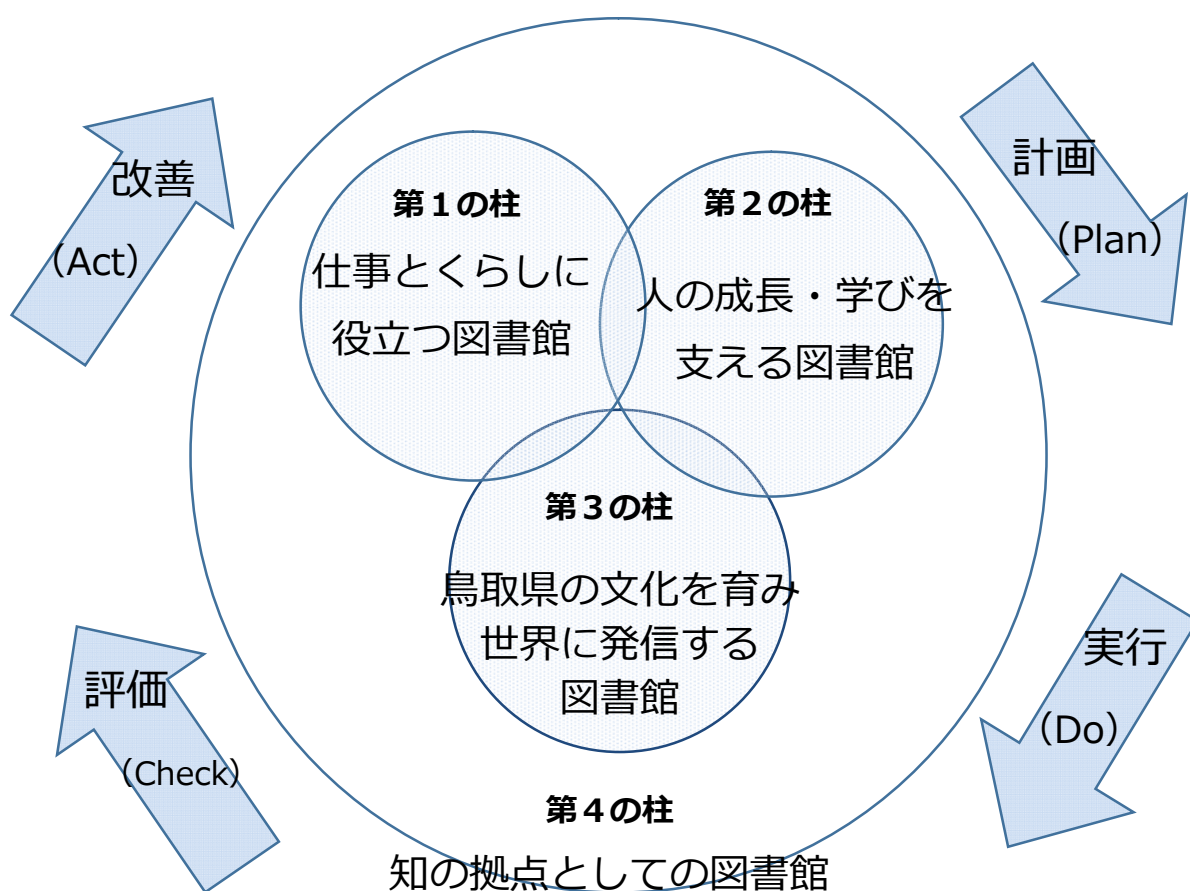 改善
（Act）
計画
（Plan）
第１の柱
仕事とくらしに
役立つ図書館
第２の柱
人の成長・学びを
支える図書館
第３の柱
鳥取県の文化を育み
世界に発信する
図書館
評価
（Check）
実行
（Do）
第４の柱
知の拠点としての図書館